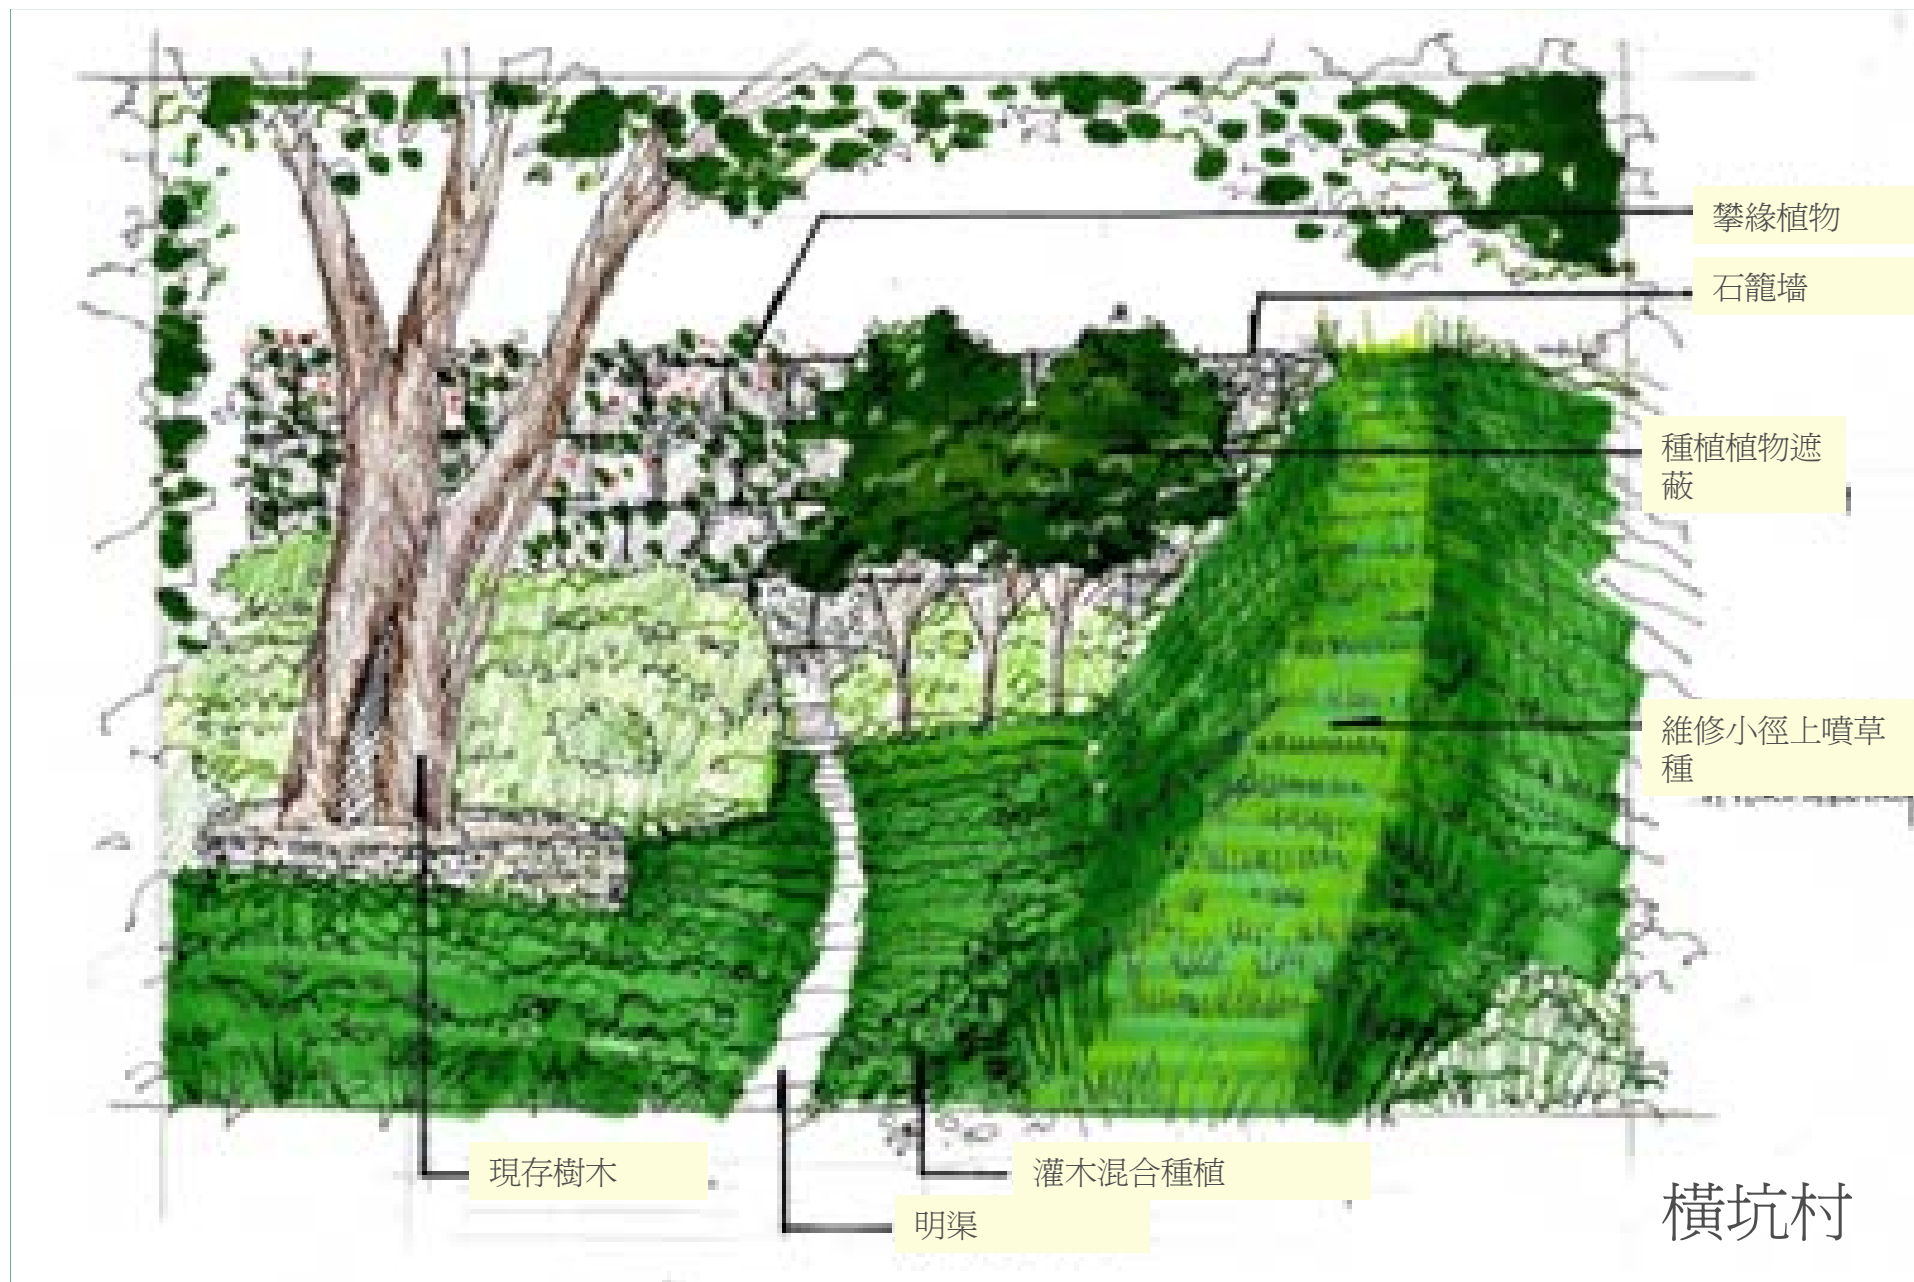 攀緣植物
石籠墻
種植植物遮
蔽
維修小徑上噴草
種
現存樹木
灌木混合種植
明渠
橫坑村